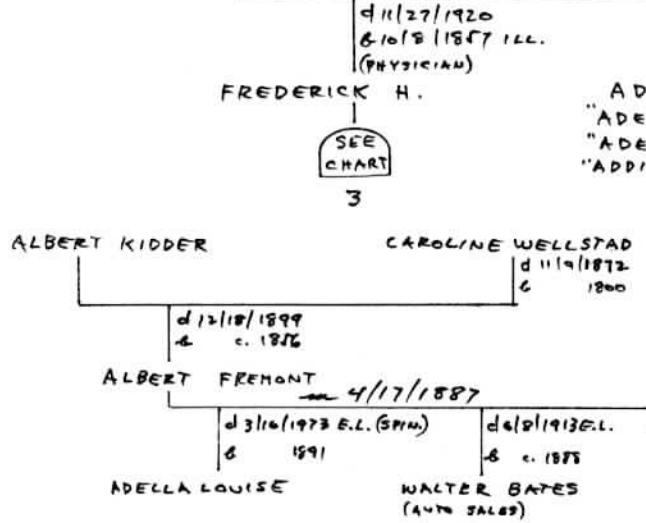 d 11/27/1920
b 10/8/1857 ILL.
(PHYSICIAN)
FREDERICK H.
AD
"ADE
"ADE
"ADDI
SEE
CHART
3
ALBERT KIDDER
CAROLINE WELLSTAD
d 11/9/1872
b 1800
d 12/18/1899
b c. 1856
ALBERT FREMONT
m 4/17/1887
d 3/16/1973 E.L. (SPIN.)
b 1891
d 6/8/1913 E.L.
b c. 1888
ADELLA LOUISE
WALTER BATES
(AUTO SALES)